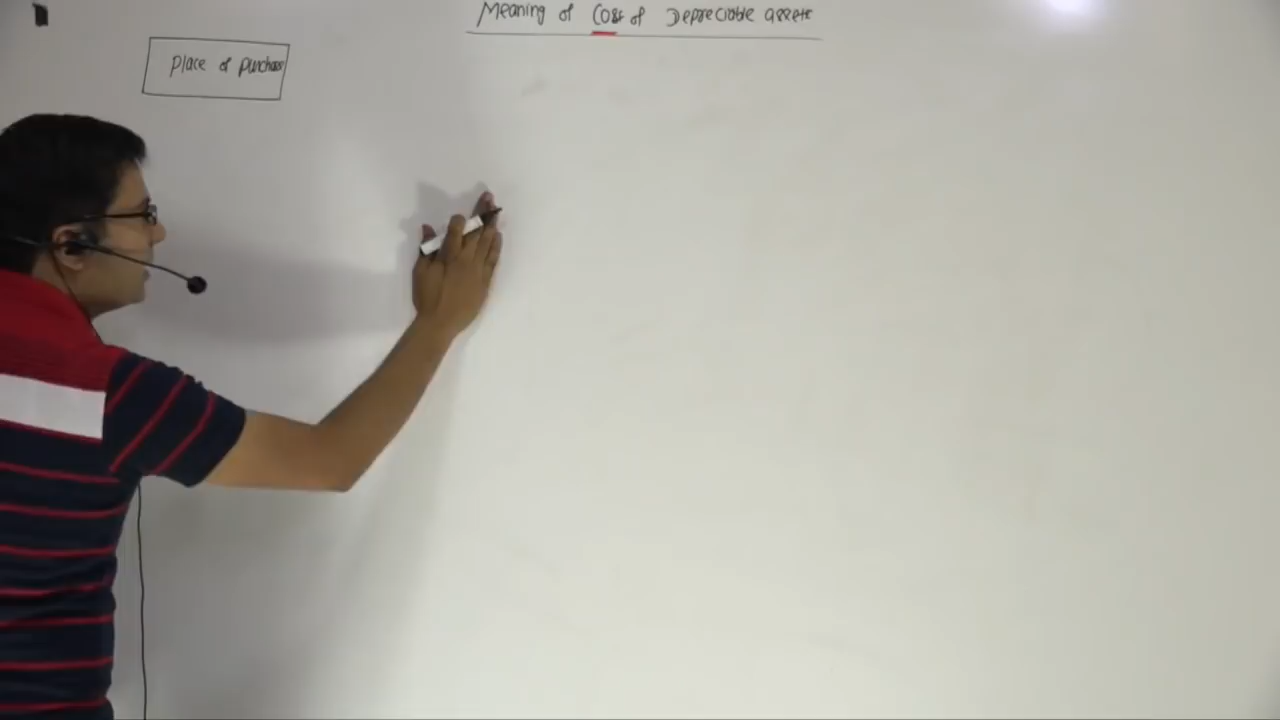 Meaning of Cost of Depreciable assets
Place of purchase